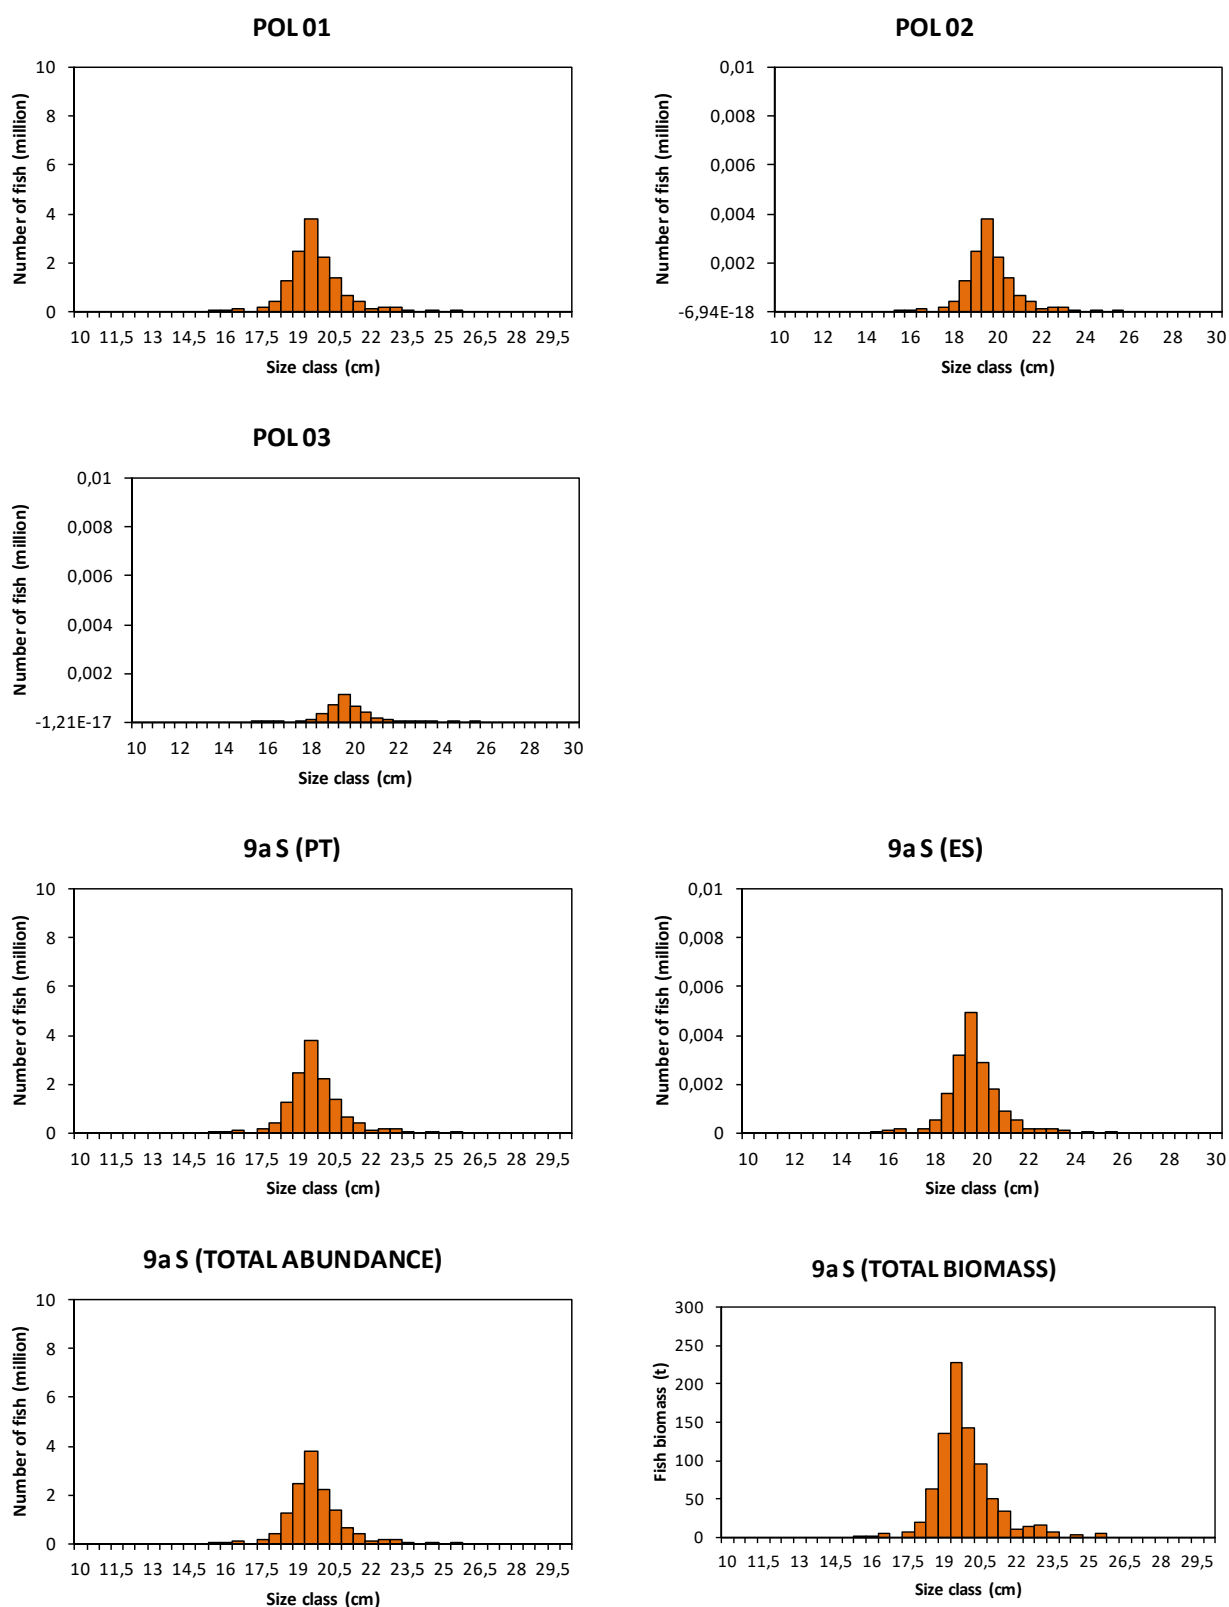 POL 01
10
8
6
4
2
0
Number of fish (million)
10 11,5 13 14,5 16 17,5 19 20,5 22 23,5 25 26,5 28 29,5
Size class (cm)
POL 02
0,01
0,008
0,006
0,004
0,002
-6,94E-18
Number of fish (million)
10 12 14 16 18 20 22 24 26 28 30
Size class (cm)
POL 03
0,01
0,008
0,006
0,004
0,002
-1,21E-17
Number of fish (million)
10 12 14 16 18 20 22 24 26 28 30
Size class (cm)
9a S (PT)
10
8
6
4
2
0
Number of fish (million)
10 11,5 13 14,5 16 17,5 19 20,5 22 23,5 25 26,5 28 29,5
Size class (cm)
9a S (ES)
0,01
0,008
0,006
0,004
0,002
0
Number of fish (million)
10 12 14 16 18 20 22 24 26 28 30
Size class (cm)
9a S (TOTAL ABUNDANCE)
10
8
6
4
2
0
Number of fish (million)
10 11,5 13 14,5 16 17,5 19 20,5 22 23,5 25 26,5 28 29,5
Size class (cm)
9a S (TOTAL BIOMASS)
300
250
200
150
100
50
0
Fish biomass (t)
10 11,5 13 14,5 16 17,5 19 20,5 22 23,5 25 26,5 28 29,5
Size class (cm)